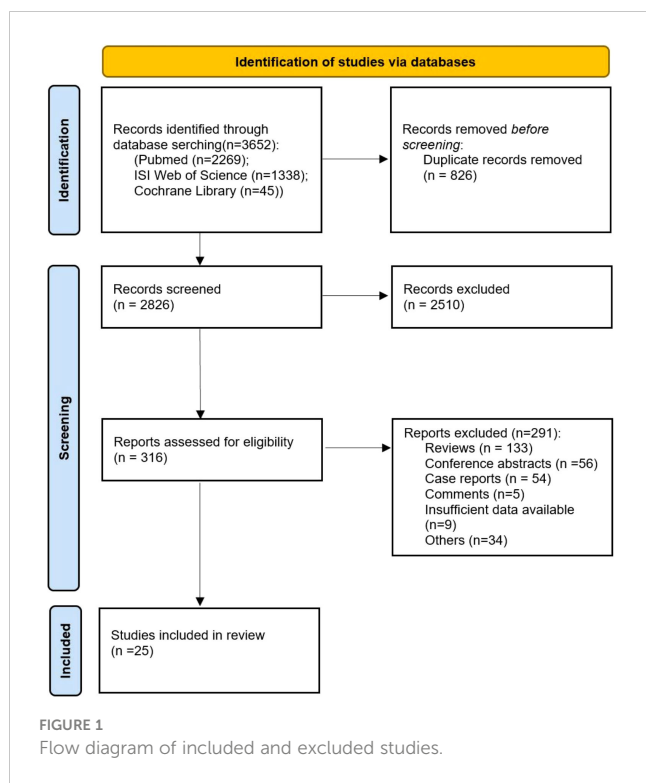 Identification of studies via databases
Identification
Records identified through
database serching(n=3652):
(Pubmed (n=2269);
ISI Web of Science (n=1338);
Cochrane Library (n=45))
Records removed before
screening:
Duplicate records removed
(n = 826)
Screening
Records screened
(n = 2826)
Records excluded
(n = 2510)
Reports assessed for eligibility
(n = 316)
Reports excluded (n=291):
Reviews (n = 133)
Conference abstracts (n =56)
Case reports (n = 54)
Comments (n=5)
Insufficient data available
(n=9)
Others (n=34)
Included
Studies included in review
(n =25)
FIGURE 1
Flow diagram of included and excluded studies.